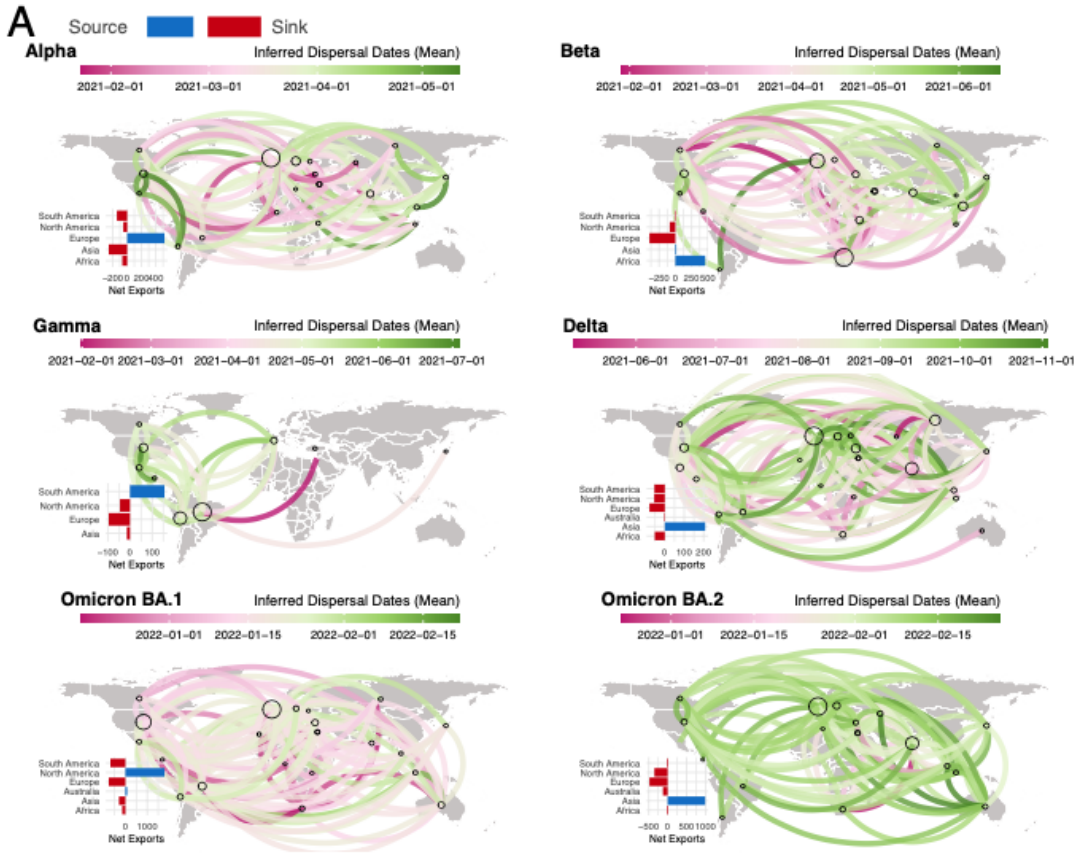 A
Source Sink
Alpha
Inferred Dispersal Dates (Mean)
2021-02-01 2021-03-01 2021-04-01 2021-05-01
South America
North America
Europe
Asia
Africa
-2000 200400
Net Exports
Beta
Inferred Dispersal Dates (Mean)
2021-02-01 2021-03-01 2021-04-01 2021-05-01 2021-06-01
South America
North America
Europe
Asia
Africa
-250 0 250500
Net Exports
Gamma
Inferred Dispersal Dates (Mean)
2021-02-01 2021-03-01 2021-04-01 2021-05-01 2021-06-01 2021-07-01
South America
North America
Europe
Asia
-100 0 100
Net Exports
Delta
Inferred Dispersal Dates (Mean)
2021-06-01 2021-07-01 2021-08-01 2021-09-01 2021-10-01 2021-11-01
South America
North America
Europe
Australia
Asia
Africa
0 100 200
Net Exports
Omicron BA.1
Inferred Dispersal Dates (Mean)
2022-01-01 2022-01-15 2022-02-01 2022-02-15
South America
North America
Europe
Australia
Asia
Africa
0 1000
Net Exports
Omicron BA.2
Inferred Dispersal Dates (Mean)
2022-01-01 2022-01-15 2022-02-01 2022-02-15
South America
North America
Europe
Australia
Asia
Africa
-500 0 5001000
Net Exports